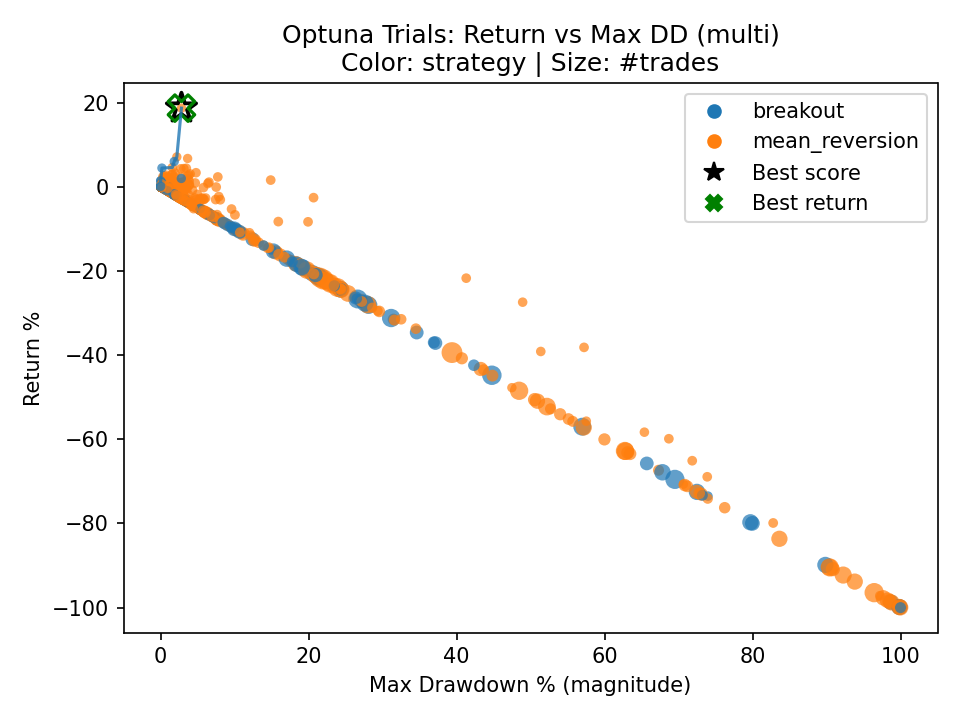 Optuna Trials: Return vs Max DD (multi)
Color: strategy | Size: #trades
20
0
−20
−40
−60
−80
−100
Return %
breakout
mean_reversion
Best score
Best return
0
20
40
60
80
100
Max Drawdown % (magnitude)